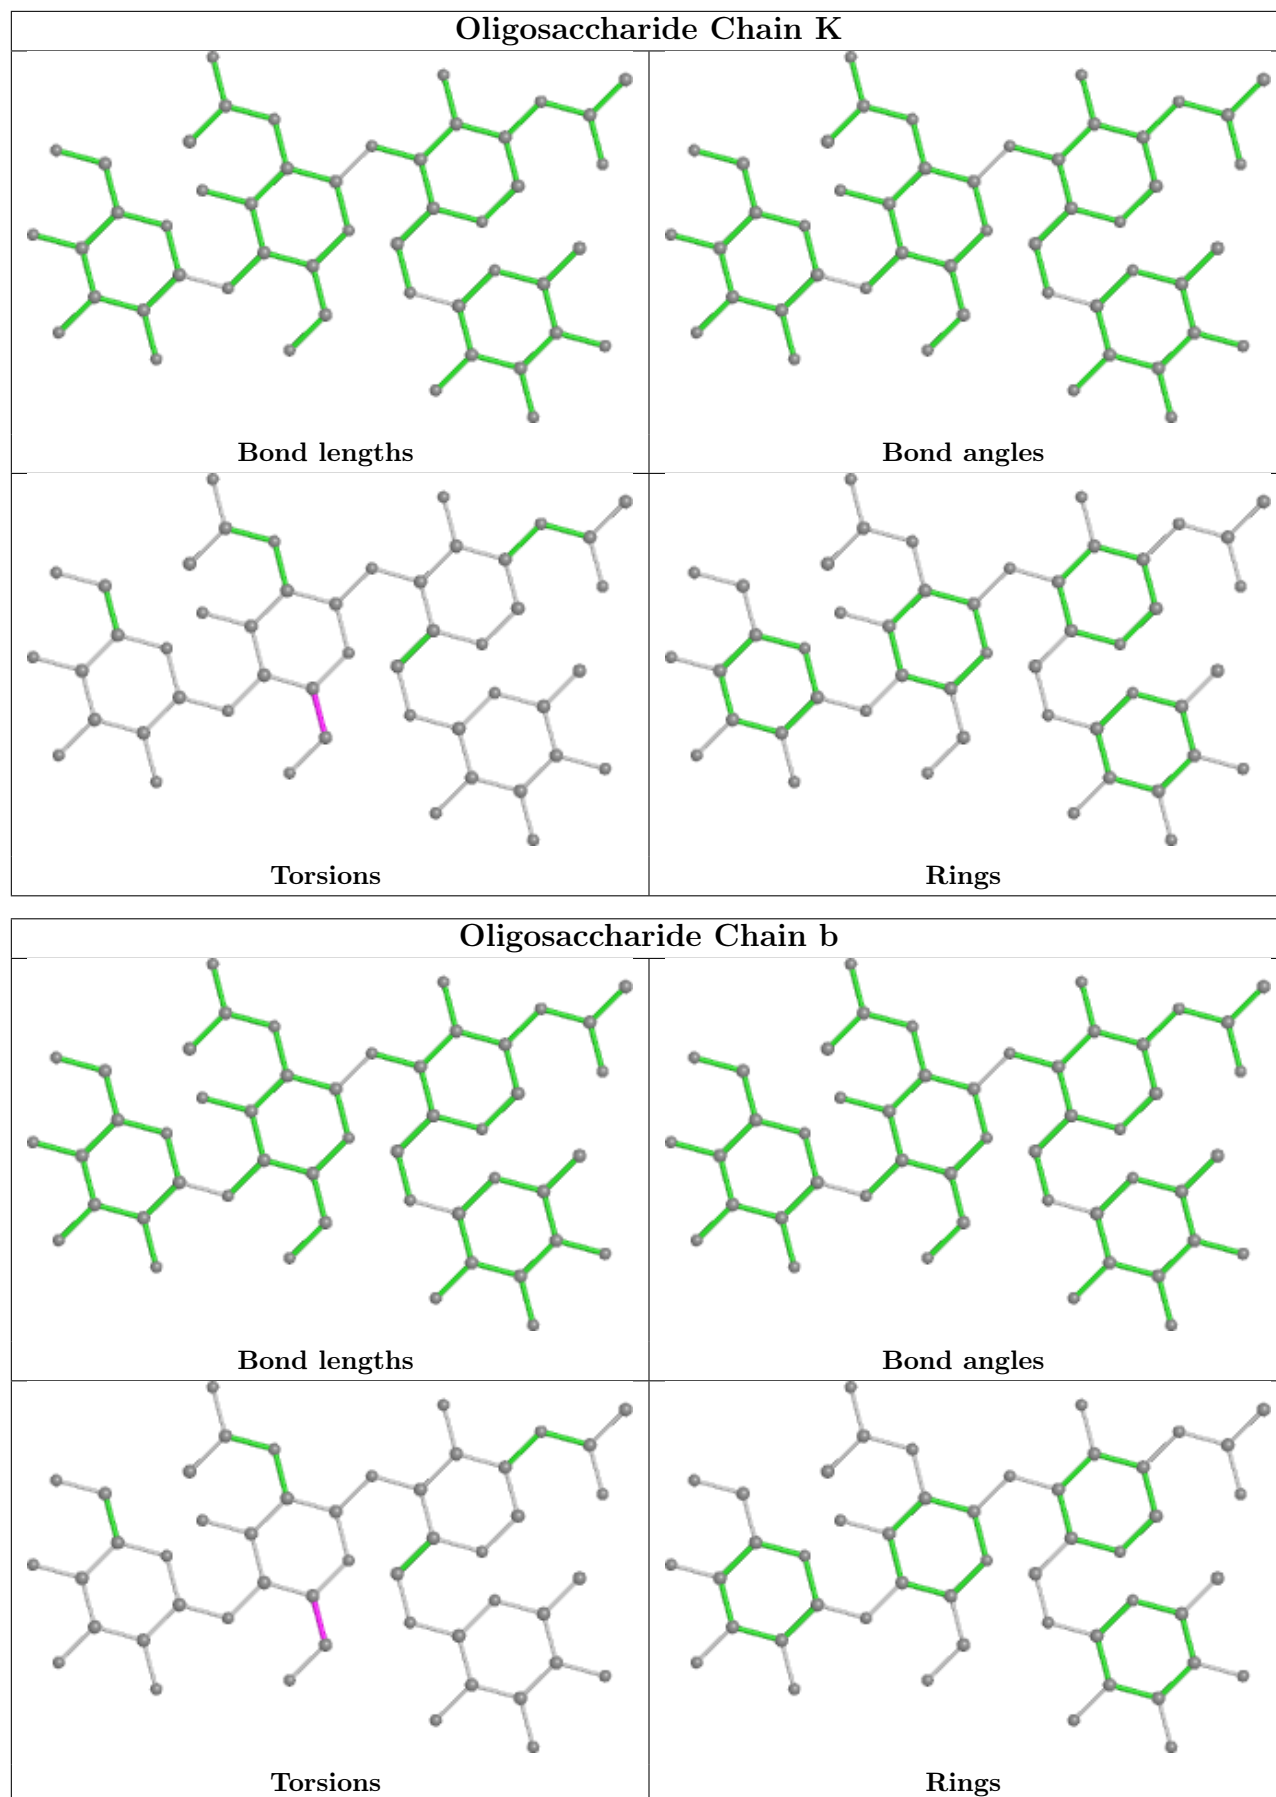 Oligosaccharide Chain K
Bond lengths
Bond angles
Torsions
Rings
Oligosaccharide Chain b
Bond lengths
Bond angles
Torsions
Rings